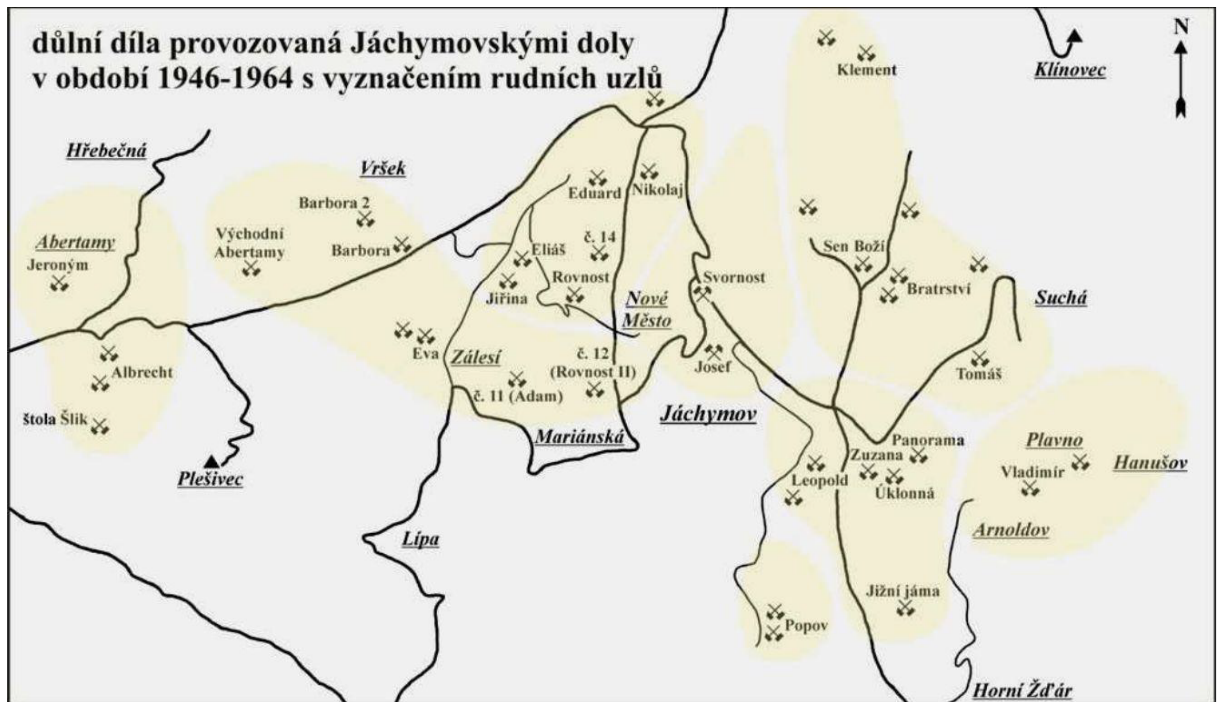 důlní díla provozovaná Jáchymovskými doly
v období 1946-1964 s vyznačením rudních uzlů
N
Klínovec
Klement
Hřebečná
Vršek
Eduard
Nikolaj
Barbora 2
Abertamy
Jeroným
Východní
Abertamy
Barbora
Eliáš
č. 14
Sen Boží
Jiřina
Rovnost
Svornost
Bratrství
Nové
Město
Suchá
Eva
Zálesí
č. 12
(Rovnost II)
Josef
Tomáš
Albrecht
č. 11 (Adam)
štola Šlik
Mariánská
Jáchymov
Panorama
Zuzana
Plavno
Hanušov
Vladimír
Plešivec
Leopold
Úklonná
Lípa
Arnoldov
Jižní jáma
Popov
Horní Žďár